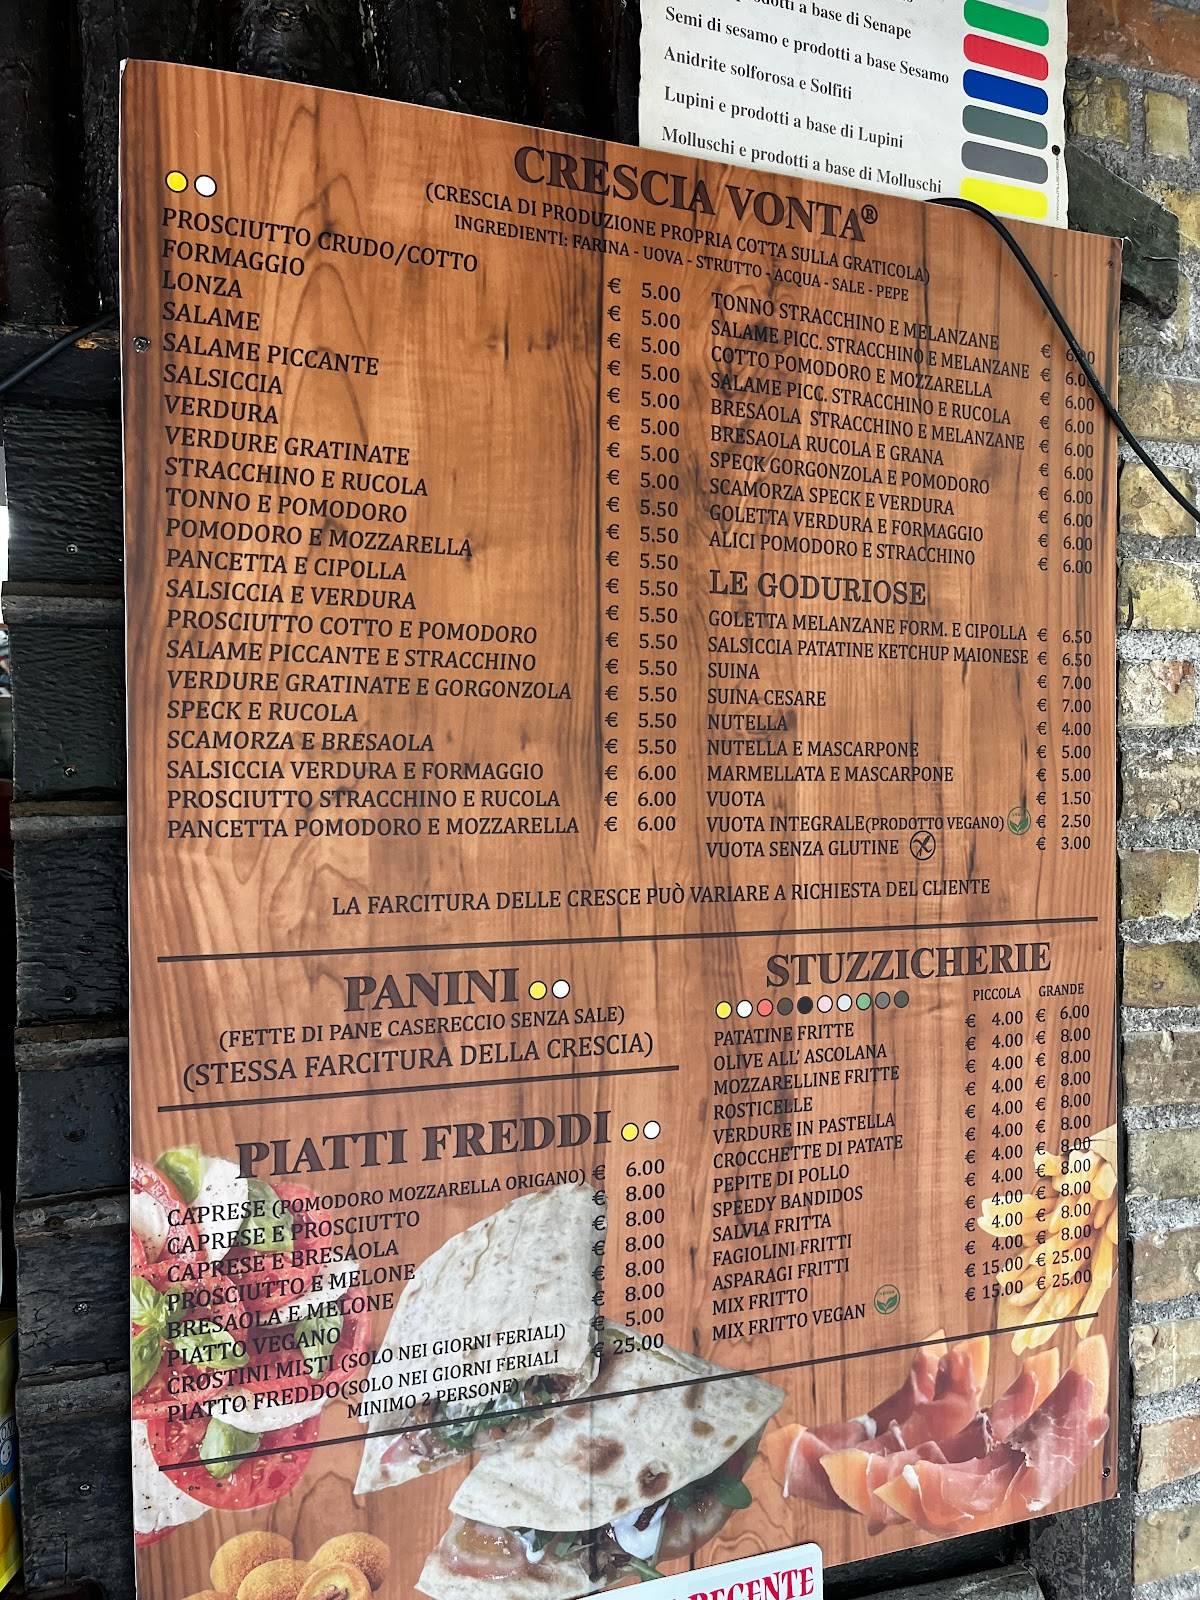 a base di Senape
Semi di sesamo e prodotti a base Sesamo
Anidrite solforosa e Solfiti
Lupini e prodotti a base di Lupini
Molluschi e prodotti a base di Molluschi
CRESCIA VONTA®
(CRESCIA DI PRODUZIONE PROPRIA COTTA SULLA GRATICOLA)
INGREDIENTI: FARINA - UOVA - STRUTTO - ACQUA - SALE - PEPE
PROSCIUTTO CRUDO/COTTO € 5.00
FORMAGGIO € 5.00
LONZA € 5.00
SALAME € 5.00
SALAME PICCANTE € 5.00
SALSICCIA € 5.00
VERDURA € 5.00
VERDURE GRATINATE € 5.00
STRACCHINO E RUCOLA € 5.50
TONNO E POMODORO € 5.50
POMODORO E MOZZARELLA € 5.50
PANCETTA E CIPOLLA € 5.50
SALSICCIA E VERDURA € 5.50
PROSCIUTTO COTTO E POMODORO € 5.50
SALAME PICCANTE E STRACCHINO € 5.50
VERDURE GRATINATE E GORGONZOLA € 5.50
SPECK E RUCOLA € 5.50
SCAMORZA E BRESAOLA € 5.50
SALSICCIA VERDURA E FORMAGGIO € 6.00
PROSCIUTTO STRACCHINO E RUCOLA € 6.00
PANCETTA POMODORO E MOZZARELLA € 6.00
TONNO STRACCHINO E MELANZANE € 6.00
SALAME PICC. STRACCHINO E MELANZANE € 6.00
COTTO POMODORO E MOZZARELLA € 6.00
SALAME PICC. STRACCHINO E RUCOLA € 6.00
BRESAOLA STRACCHINO E MELANZANE € 6.00
BRESAOLA RUCOLA E GRANA € 6.00
SPECK GORGONZOLA E POMODORO € 6.00
SCAMORZA SPECK E VERDURA € 6.00
GOLETTA VERDURA E FORMAGGIO € 6.00
ALICI POMODORO E STRACCHINO € 6.00
LE GODURIOSE
GOLETTA MELANZANE FORM. E CIPOLLA € 6.50
SALSICCIA PATATINE KETCHUP MAIONESE € 6.50
SUINA € 7.00
SUINA CESARE € 7.00
NUTELLA € 4.00
NUTELLA E MASCARPONE € 5.00
MARMELLATA E MASCARPONE € 5.00
VUOTA € 1.50
VUOTA INTEGRALE(PRODOTTO VEGANO) € 2.50
VUOTA SENZA GLUTINE € 3.00
LA FARCITURA DELLE CRESCE PUÒ VARIARE A RICHIESTA DEL CLIENTE
PANINI
(FETTE DI PANE CASERECCIO SENZA SALE)
(STESSA FARCITURA DELLA CRESCIA)
PIATTI FREDDI
CAPRESE (POMODORO MOZZARELLA ORIGANO) € 6.00
CAPRESE E PROSCIUTTO € 8.00
CAPRESE E BRESAOLA € 8.00
PROSCIUTTO E MELONE € 8.00
BRESAOLA E MELONE € 8.00
PIATTO VEGANO € 8.00
CROSTINI MISTI (SOLO NEI GIORNI FERIALI) € 5.00
PIATTO FREDDO(SOLO NEI GIORNI FERIALI € 25.00
MINIMO 2 PERSONE)
STUZZICHERIE
PICCOLA GRANDE
PATATINE FRITTE € 4.00 € 6.00
OLIVE ALL' ASCOLANA € 4.00 € 8.00
MOZZARELLINE FRITTE € 4.00 € 8.00
ROSTICELLE € 4.00 € 8.00
VERDURE IN PASTELLA € 4.00 € 8.00
CROCCHETTE DI PATATE € 4.00 € 8.00
PEPITE DI POLLO € 4.00 € 8.00
SPEEDY BANDIDOS € 4.00 € 8.00
SALVIA FRITTA € 4.00 € 8.00
FAGIOLINI FRITTI € 4.00 € 8.00
ASPARAGI FRITTI € 4.00 € 8.00
MIX FRITTO € 15.00 € 25.00
MIX FRITTO VEGAN € 15.00 € 25.00
RECENTE